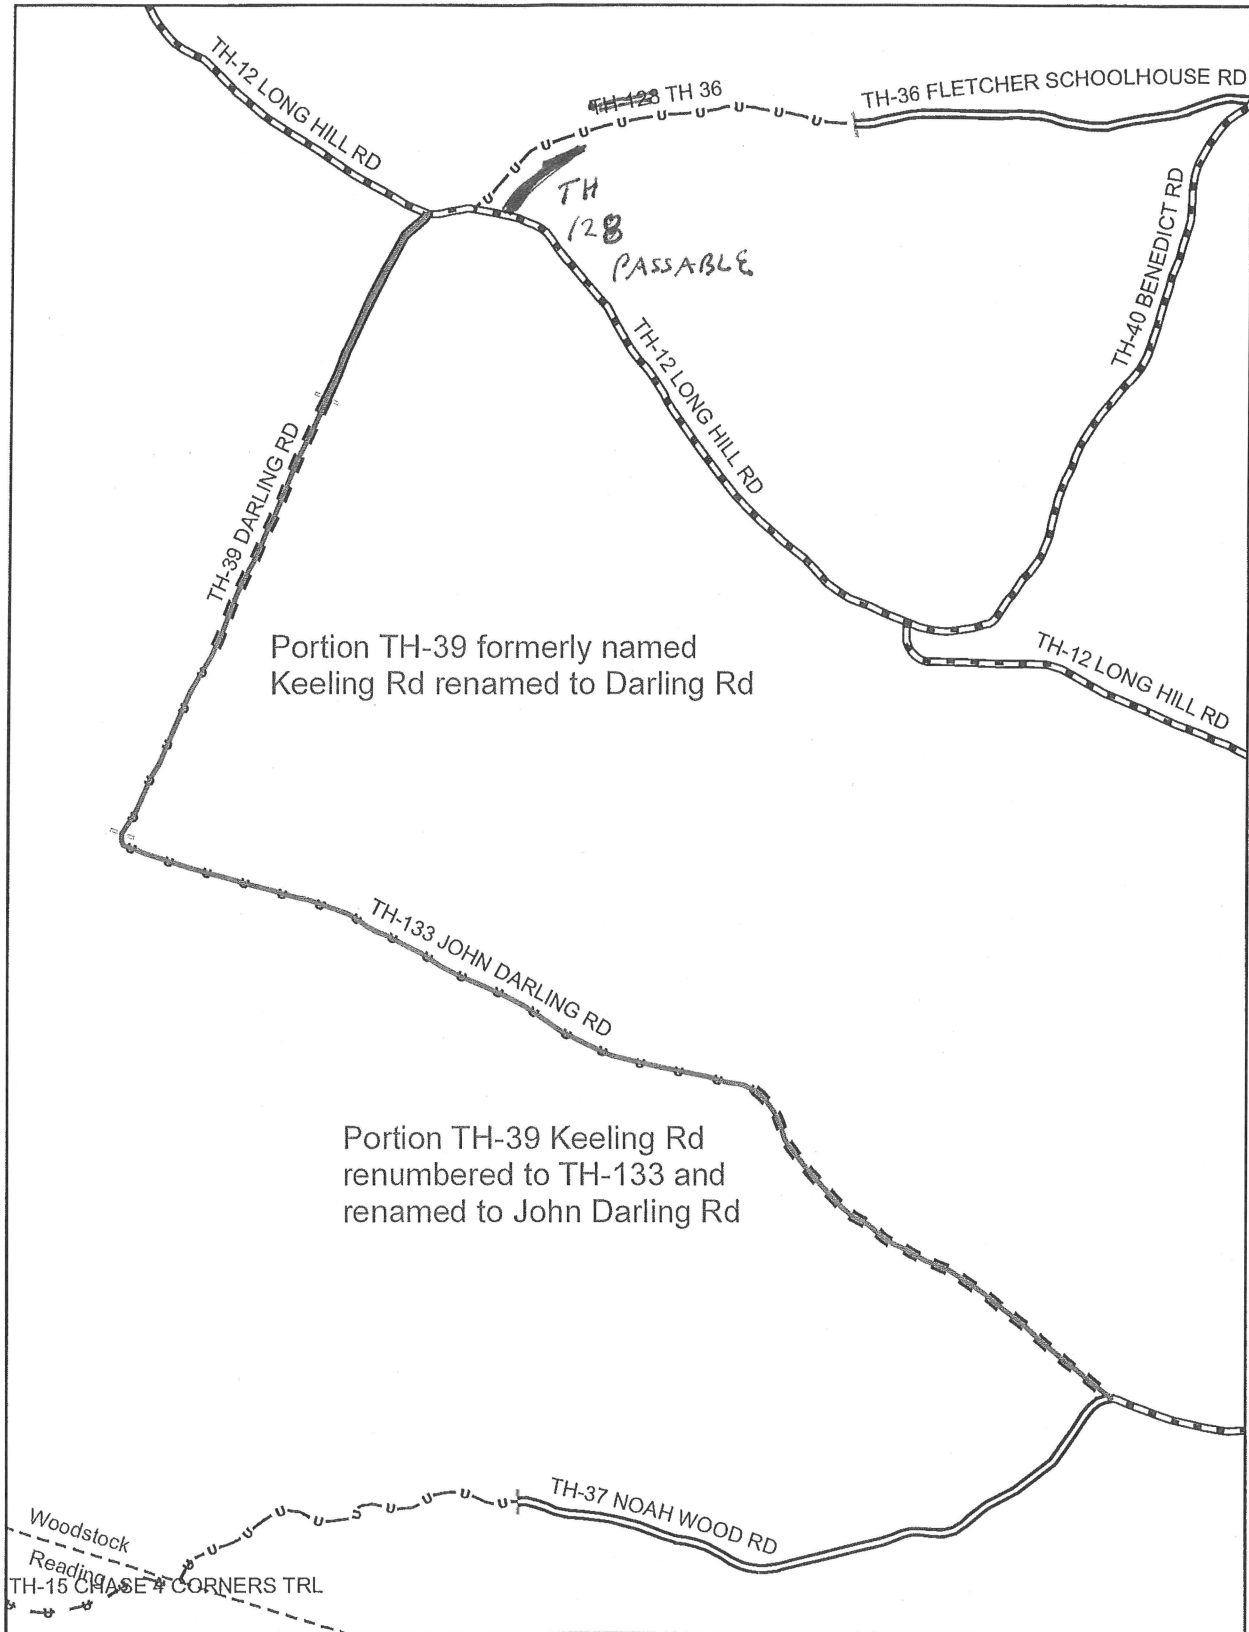 TH-12 LONG HILL RD
TH-128 TH 36
TH-36 FLETCHER SCHOOLHOUSE RD
TH
128
PASSABLE
TH-40 BENEDICT RD
TH-12 LONG HILL RD
TH-39 DARLING RD
Portion TH-39 formerly named
Keeling Rd renamed to Darling Rd
TH-12 LONG HILL RD
TH-133 JOHN DARLING RD
Portion TH-39 Keeling Rd
renumbered to TH-133 and
renamed to John Darling Rd
TH-37 NOAH WOOD RD
Woodstock
Reading
TH-15 CHASE 4 CORNERS TRL